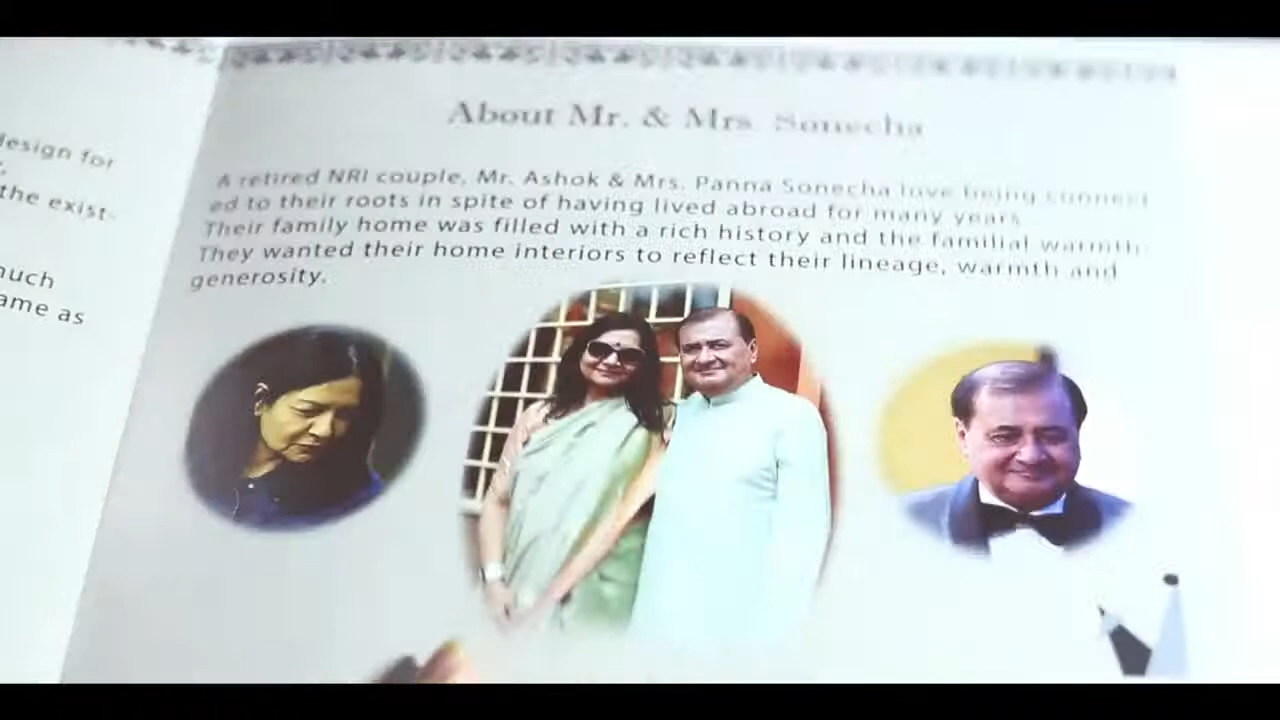 design for
the exist-
much
ame as
About Mr. & Mrs. Sonecha
A retired NRI couple, Mr. Ashok & Mrs. Panna Sonecha love being connect
ed to their roots in spite of having lived abroad for many years
Their family home was filled with a rich history and the familial warmth.
They wanted their home interiors to reflect their lineage, warmth and
generosity.